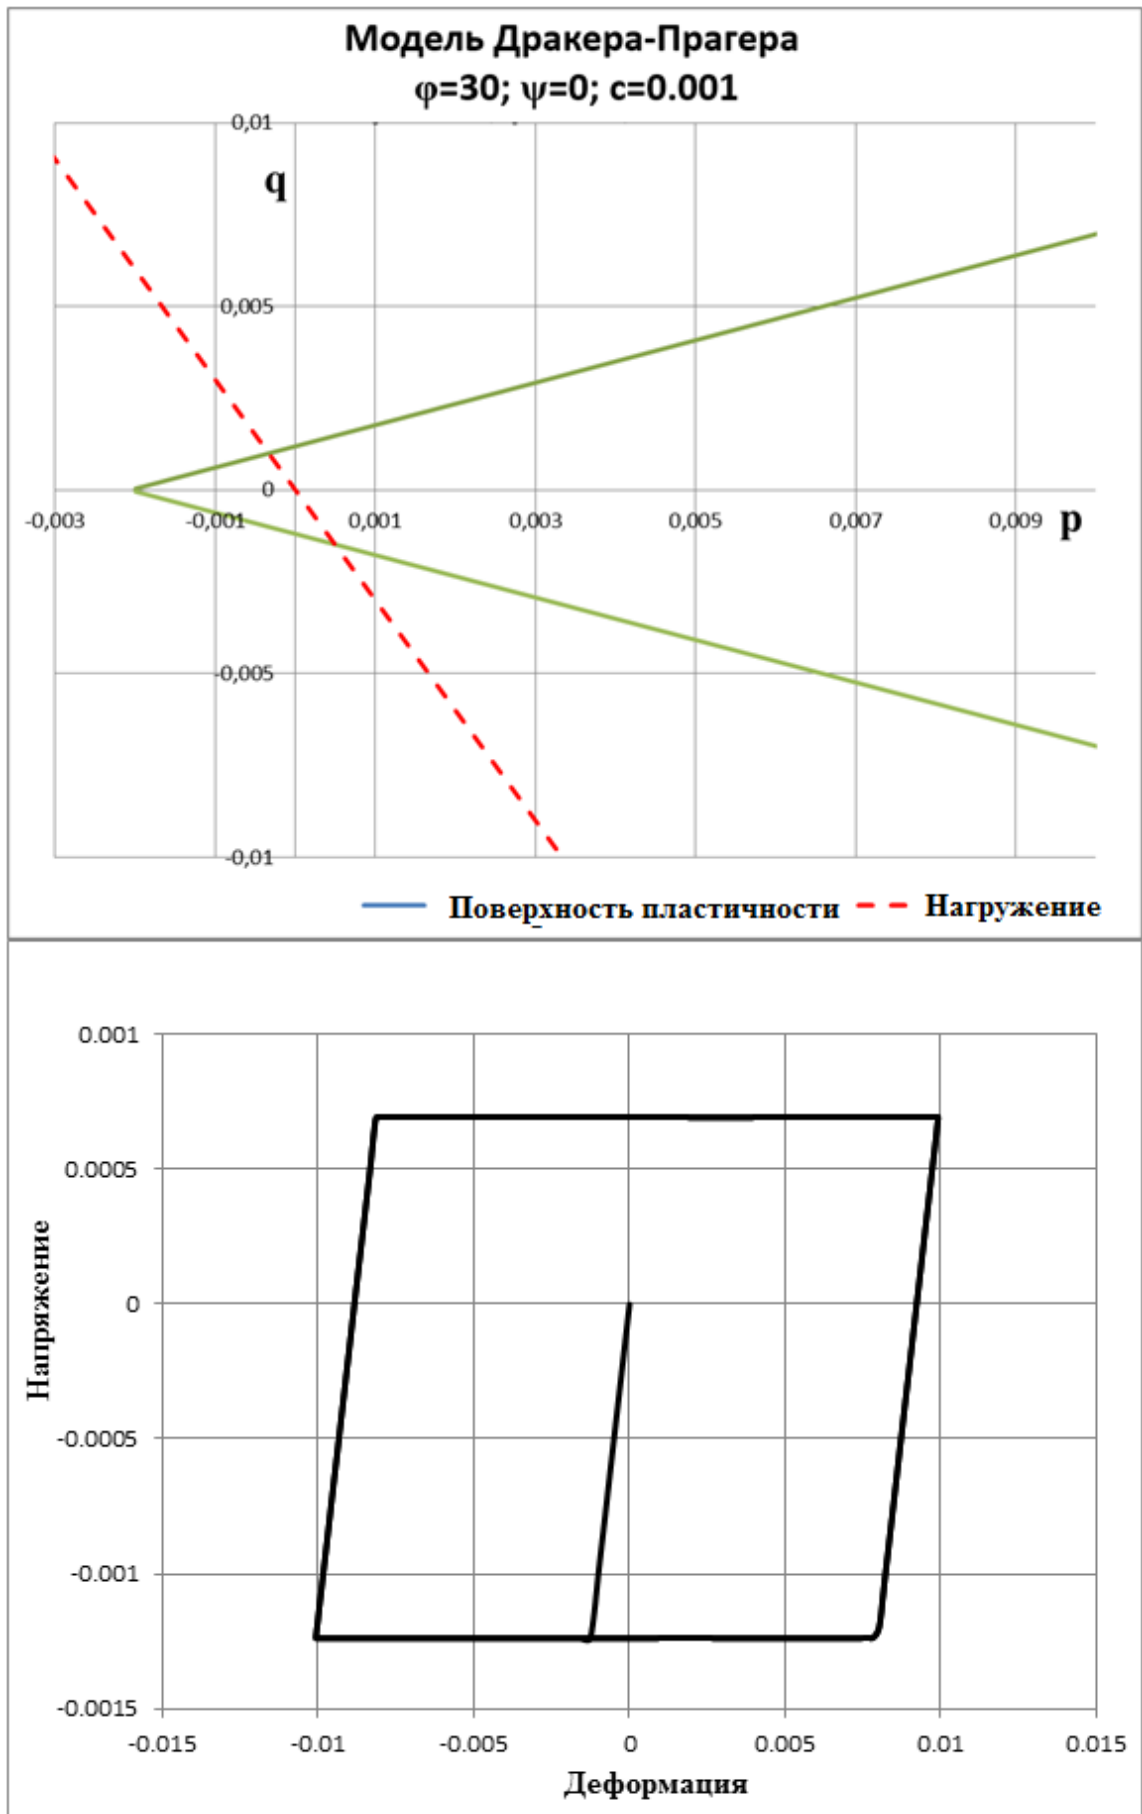 Модель Дракера-Прагера
φ=30; ψ=0; c=0.001
0,01
q
0,005
0
-0,003 -0,001 0,001 0,003 0,005 0,007 0,009 p
-0,005
-0,01
Поверхность пластичности Нагружение
0.001
0.0005
0
-0.0005
-0.001
-0.0015
Напряжение
-0.015 -0.01 -0.005 0 0.005 0.01 0.015
Деформация